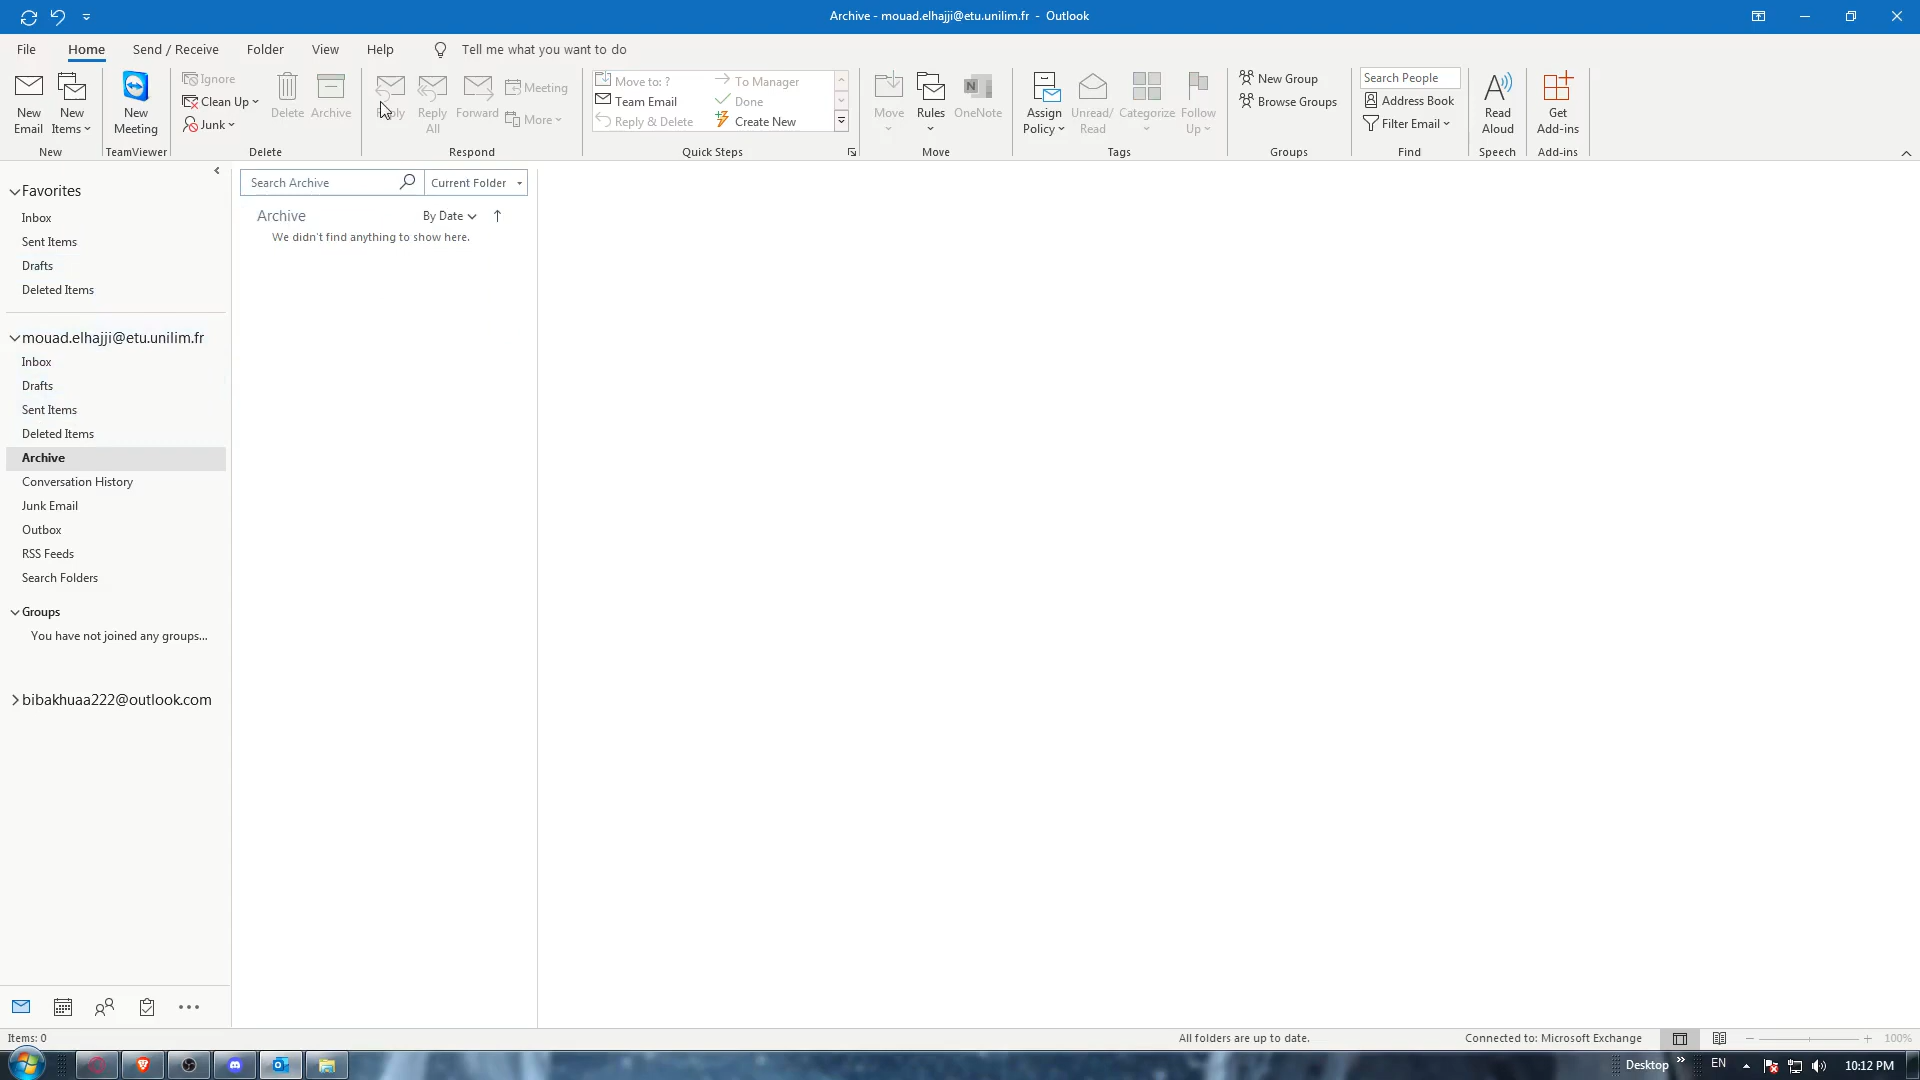 Archive - mouad.elhajji@etu.unilim.fr - Outlook
File Home Send / Receive Folder View Help Tell me what you want to do
New Email
New Items
New
New Meeting
TeamViewer
Ignore
Clean Up
Junk
Delete
Archive
Delete
Reply
Reply All
Forward
Meeting
More
Respond
Move to: ?
Team Email
Reply & Delete
To Manager
Done
Create New
Quick Steps
Move
Rules
OneNote
Move
Assign Policy
Unread/ Read
Categorize
Follow Up
Tags
New Group
Browse Groups
Groups
Search People
Address Book
Filter Email
Find
Read Aloud
Speech
Get Add-ins
Add-ins
Favorites
Inbox
Sent Items
Drafts
Deleted Items
mouad.elhajji@etu.unilim.fr
Inbox
Drafts
Sent Items
Deleted Items
Archive
Conversation History
Junk Email
Outbox
RSS Feeds
Search Folders
Groups
You have not joined any groups...
bibakhuaa222@outlook.com
Search Archive
Current Folder
Archive
By Date
We didn't find anything to show here.
Items: 0
All folders are up to date.
Connected to: Microsoft Exchange
100%
Desktop
EN
10:12 PM